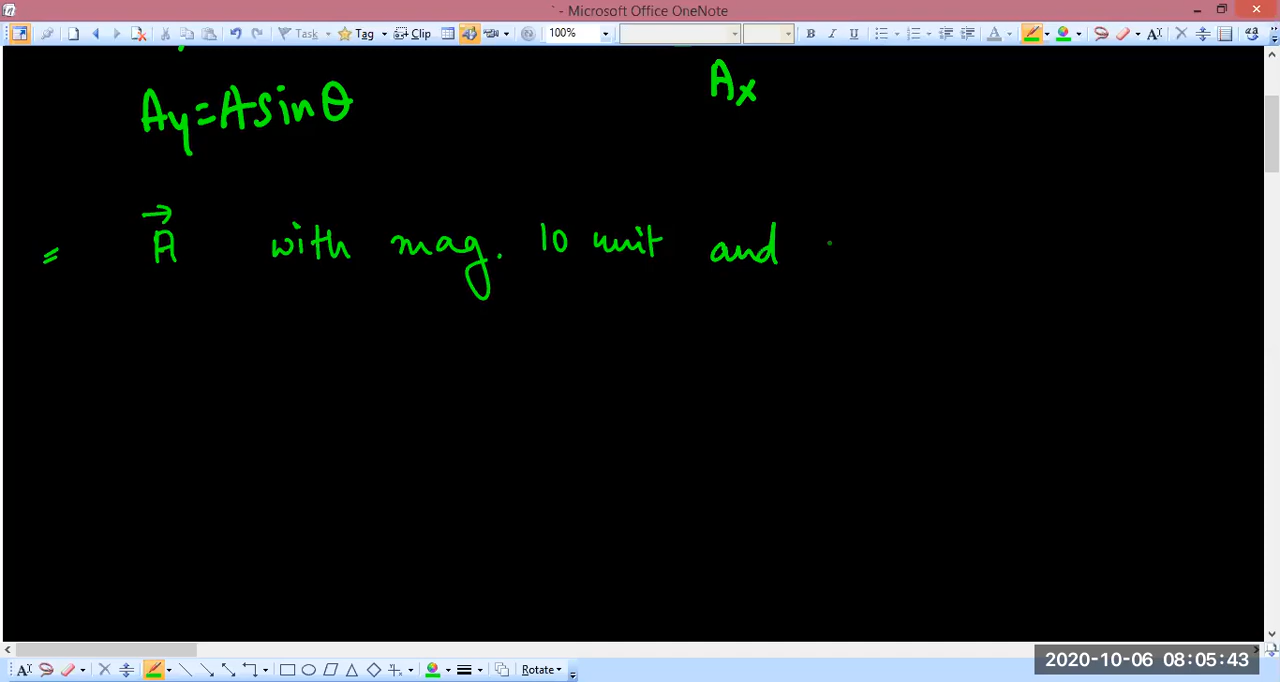 ` - Microsoft Office OneNote
Task Tag Clip 100% B I U A
Ax
Ay=Asinθ
= A⃗ with mag. 10 unit and
2020-10-06 08:05:43
Rotate